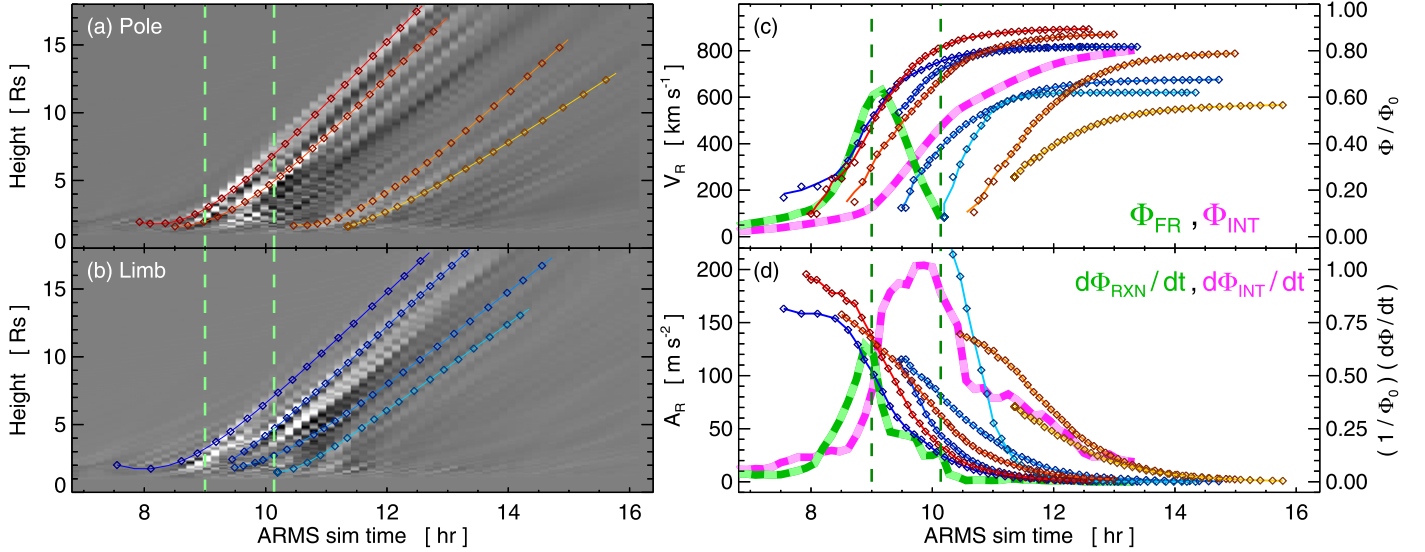 (a) Pole
Height [ Rs]
15
10
5
0
(b) Limb
Height [ Rs]
15
10
5
0
8 10 12 14 16
ARMS sim time [ hr]
(c)
V_R [ km s⁻¹]
800
600
400
200
0
1.00
0.80
0.60
0.40
0.20
0.00
Φ / Φ₀
Φ_FR , Φ_INT
(d)
A_R [ m s⁻²]
200
150
100
50
0
dΦ_RXN / dt , dΦ_INT / dt
1.00
0.75
0.50
0.25
0.00
( 1 / Φ₀ ) ( dΦ / dt )
8 10 12 14 16
ARMS sim time [ hr]